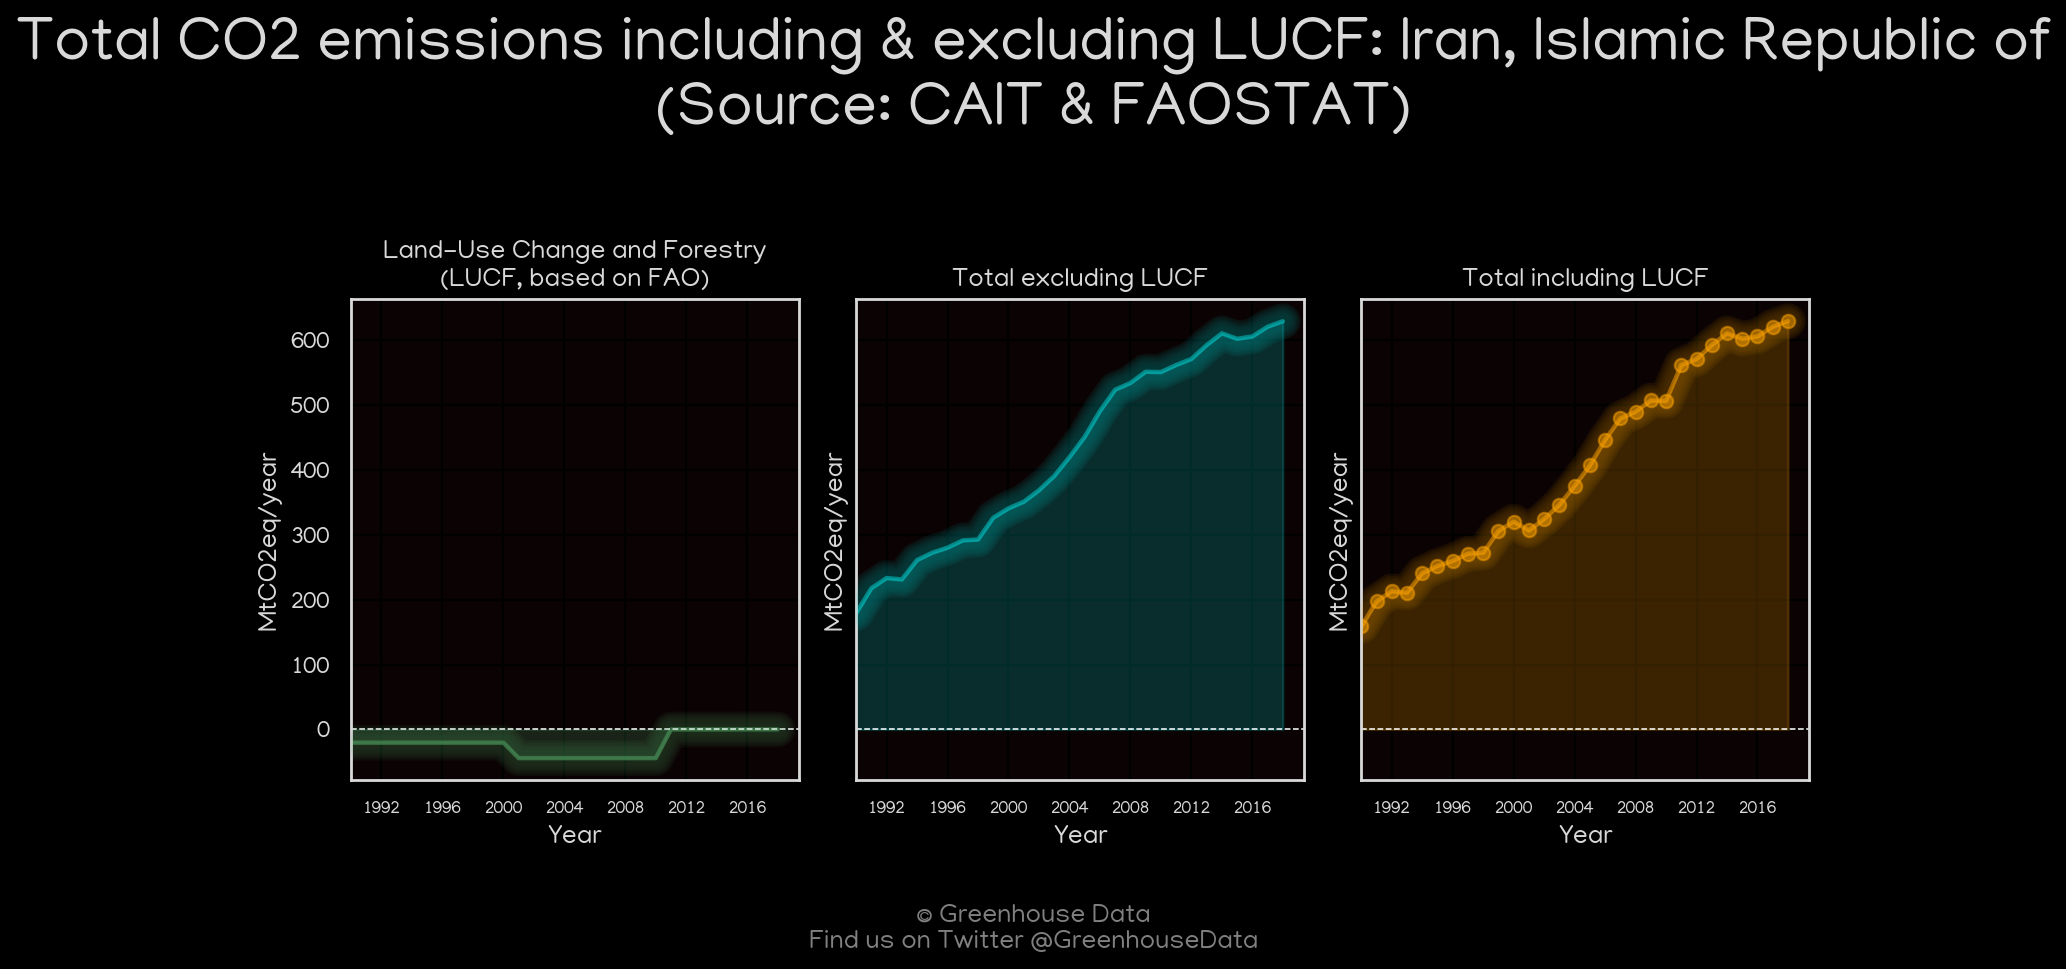 Total CO2 emissions including & excluding LUCF: Iran, Islamic Republic of
(Source: CAIT & FAOSTAT)
Land-Use Change and Forestry
(LUCF, based on FAO)
MtCO2eq/year
600
500
400
300
200
100
0
1992 1996 2000 2004 2008 2012 2016
Year
Total excluding LUCF
MtCO2eq/year
1992 1996 2000 2004 2008 2012 2016
Year
Total including LUCF
MtCO2eq/year
1992 1996 2000 2004 2008 2012 2016
Year
© Greenhouse Data
Find us on Twitter @GreenhouseData